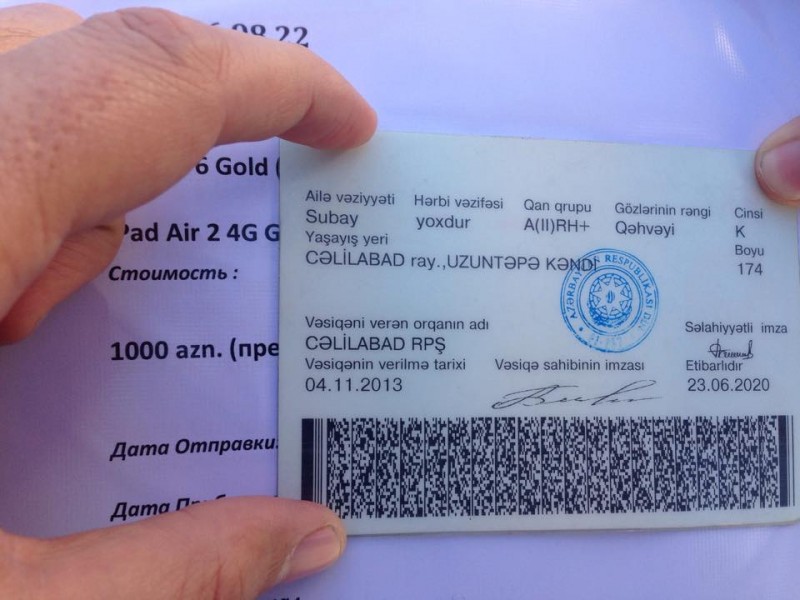 08.22
6 Gold (
Pad Air 2 4G G
Стоимость :
1000 azn. (пре
Дата Отправки.
Дата
Ailə vəziyyəti Hərbi vəzifəsi Qan qrupu Gözlərinin rəngi Cinsi
Subay yoxdur A(II)RH+ Qəhvəyi K
Yaşayış yeri Boyu
CƏLİLABAD ray.,UZUNTƏPƏ KƏNDİ 174
Vəsiqəni verən orqanın adı Səlahiyyətli imza
CƏLİLABAD RPŞ
Vəsiqənin verilmə tarixi Vəsiqə sahibinin imzası Etibarlıdır
04.11.2013 23.06.2020